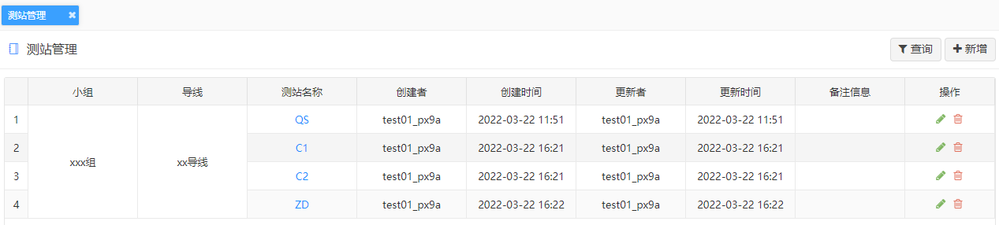 测站管理
测站管理
查询 新增
小组 导线 测站名称 创建者 创建时间 更新者 更新时间 备注信息 操作
1 QS test01_px9a 2022-03-22 11:51 test01_px9a 2022-03-22 11:51
2 C1 test01_px9a 2022-03-22 16:21 test01_px9a 2022-03-22 16:21
xxx组 xx导线
3 C2 test01_px9a 2022-03-22 16:21 test01_px9a 2022-03-22 16:21
4 ZD test01_px9a 2022-03-22 16:22 test01_px9a 2022-03-22 16:22